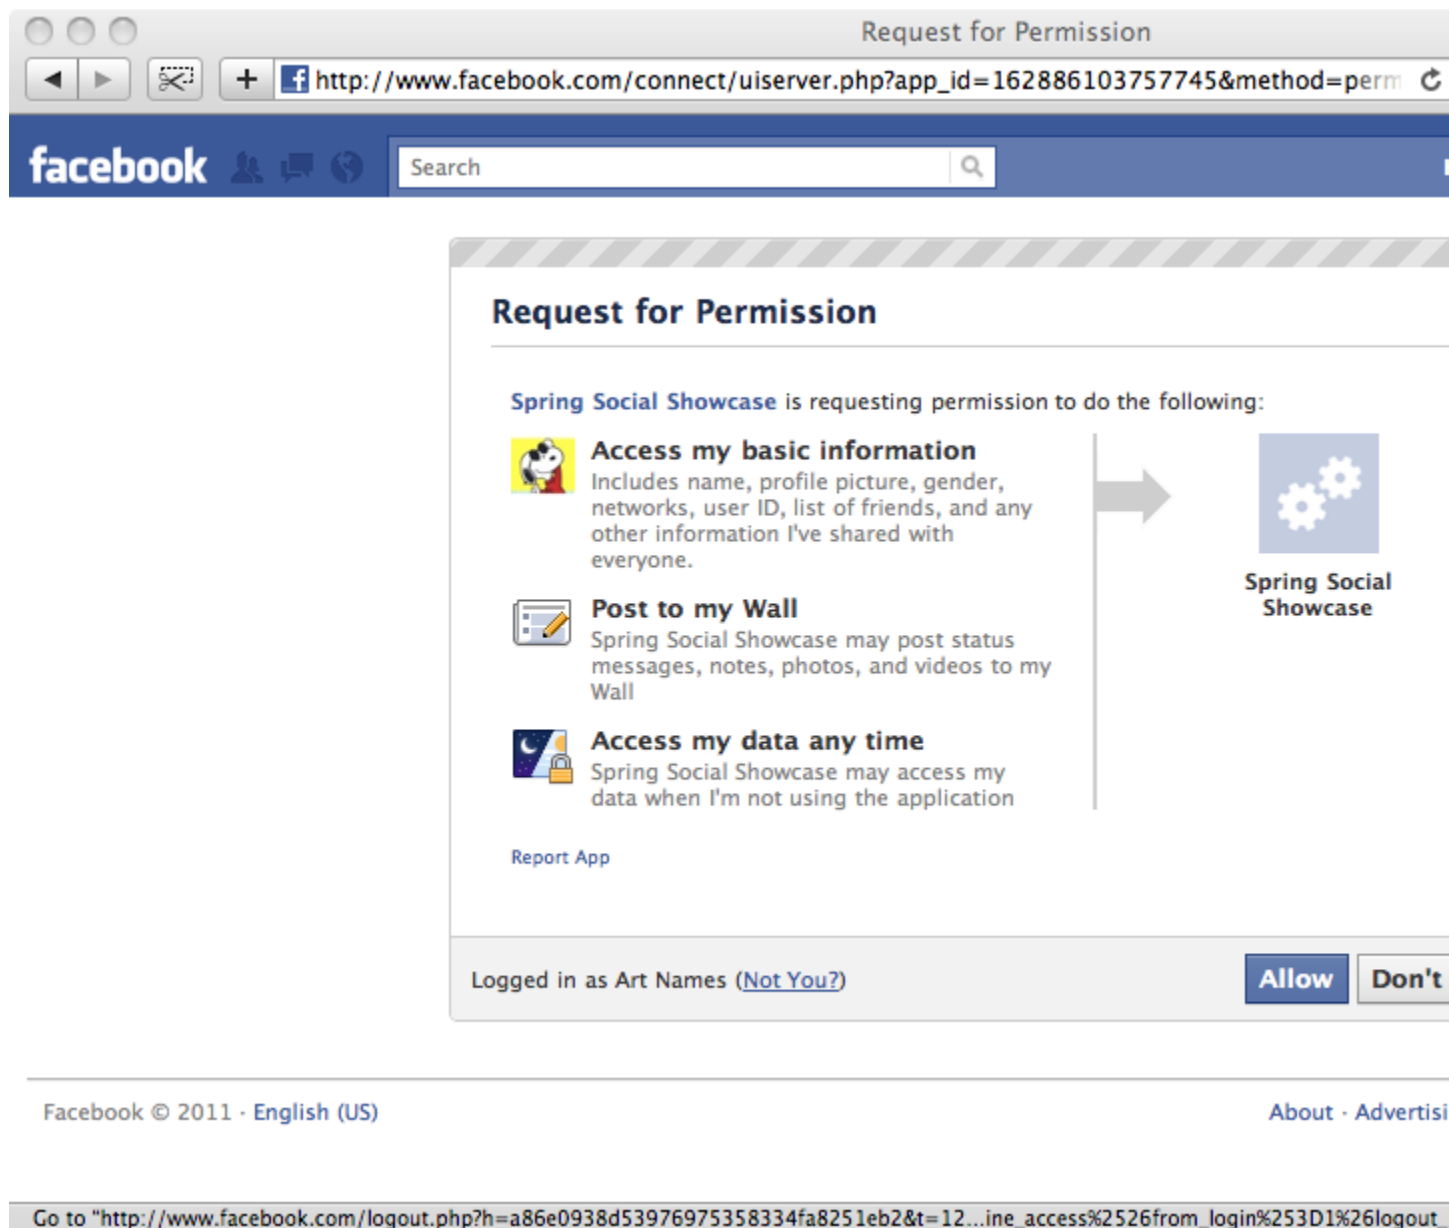 Request for Permission
http://www.facebook.com/connect/uiserver.php?app_id=162886103757745&method=perm
facebook
Search
Request for Permission
Spring Social Showcase is requesting permission to do the following:
Access my basic information
Includes name, profile picture, gender,
networks, user ID, list of friends, and any
other information I've shared with
everyone.
Spring Social
Showcase
Post to my Wall
Spring Social Showcase may post status
messages, notes, photos, and videos to my
Wall
Access my data any time
Spring Social Showcase may access my
data when I'm not using the application
Report App
Logged in as Art Names (Not You?)
Allow
Don't
Facebook © 2011 · English (US)
About · Advertisi
Go to "http://www.facebook.com/logout.php?h=a86e0938d53976975358334fa8251eb2&t=12...ine_access%2526from_login%253D1%26logout_